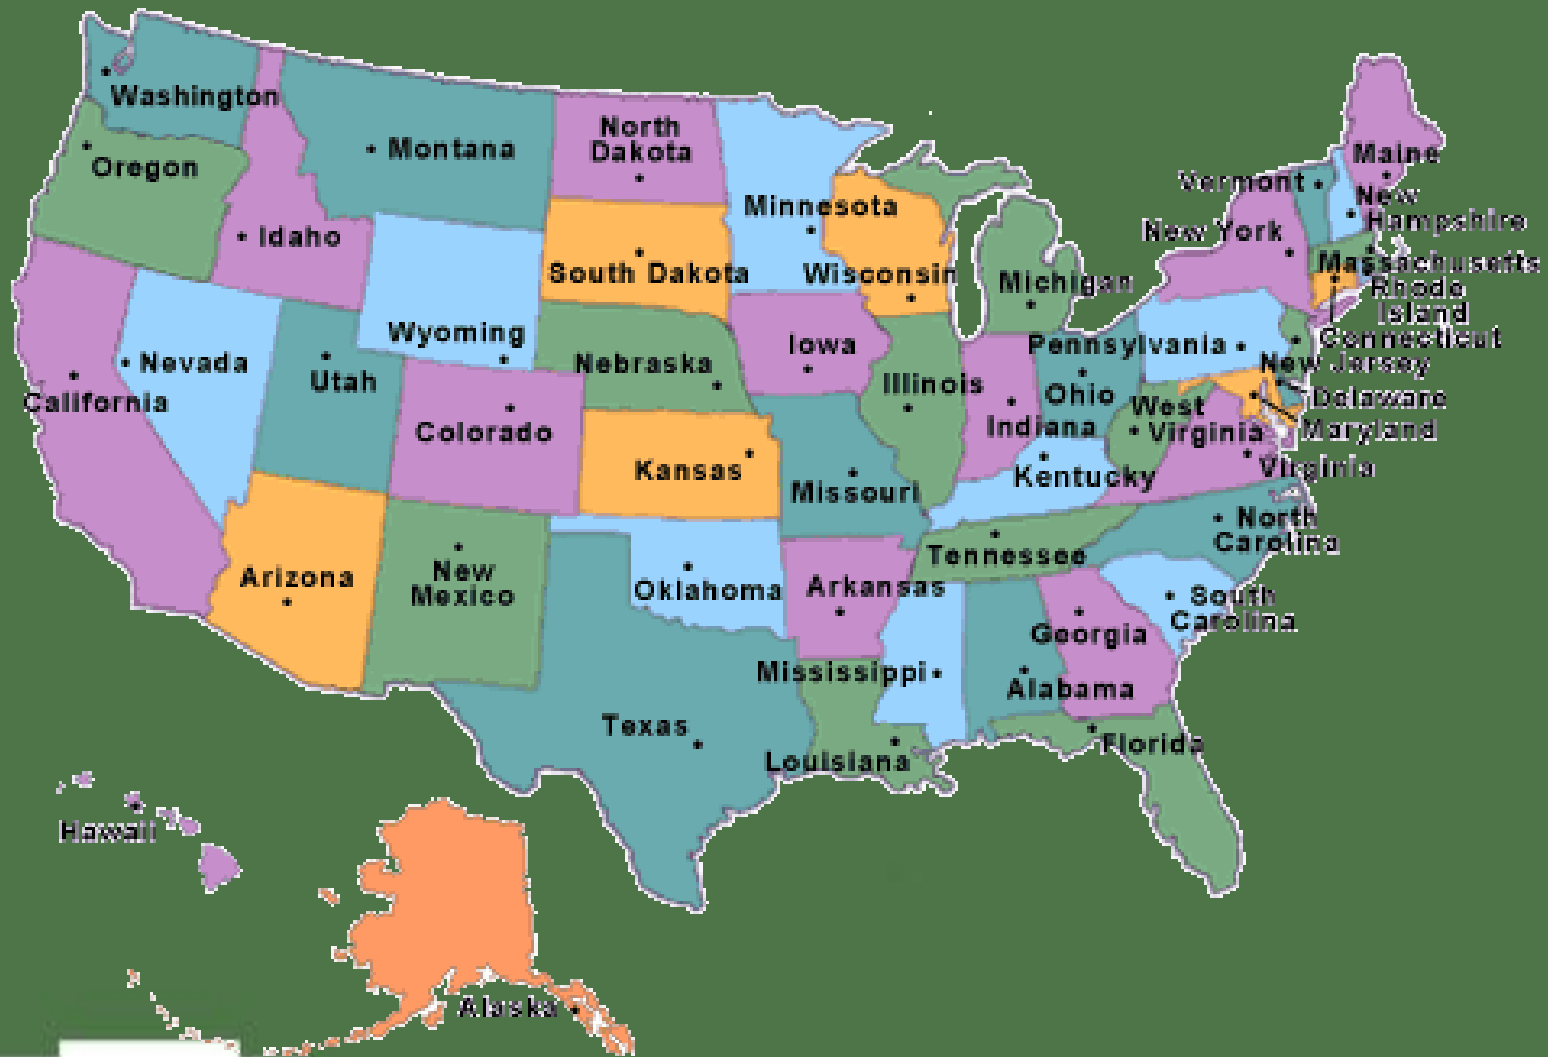 Washington
Oregon
Montana
North
Dakota
Idaho
Minnesota
Maine
Vermont
New
Hampshire
New York
South Dakota
Wisconsin
Michigan
Massachusetts
Rhode
Island
Connecticut
Wyoming
Nevada
Utah
California
Nebraska
Iowa
Illinois
Indiana
Ohio
Pennsylvania
New Jersey
Delaware
Maryland
West
Virginia
Virginia
Colorado
Kansas
Missouri
Kentucky
North
Carolina
Tennessee
Arizona
New
Mexico
Oklahoma
Arkansas
South
Carolina
Georgia
Mississippi
Alabama
Texas
Louisiana
Florida
Hawaii
Alaska